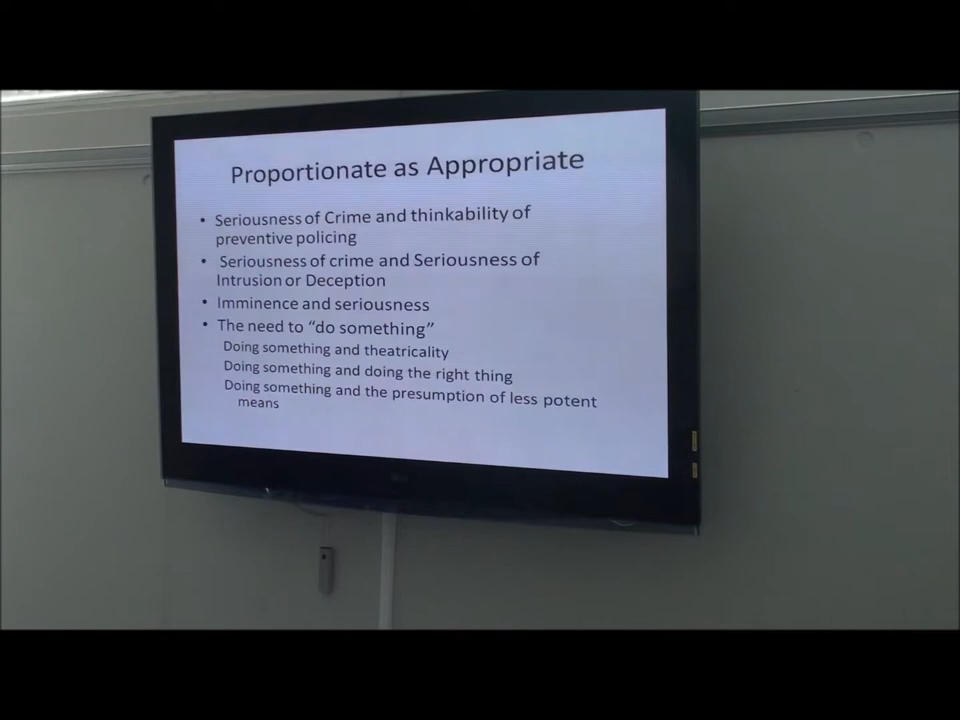 Proportionate as Appropriate
• Seriousness of Crime and thinkability of
preventive policing
• Seriousness of crime and Seriousness of
Intrusion or Deception
• Imminence and seriousness
• The need to “do something”
Doing something and theatricality
Doing something and doing the right thing
Doing something and the presumption of less potent
means